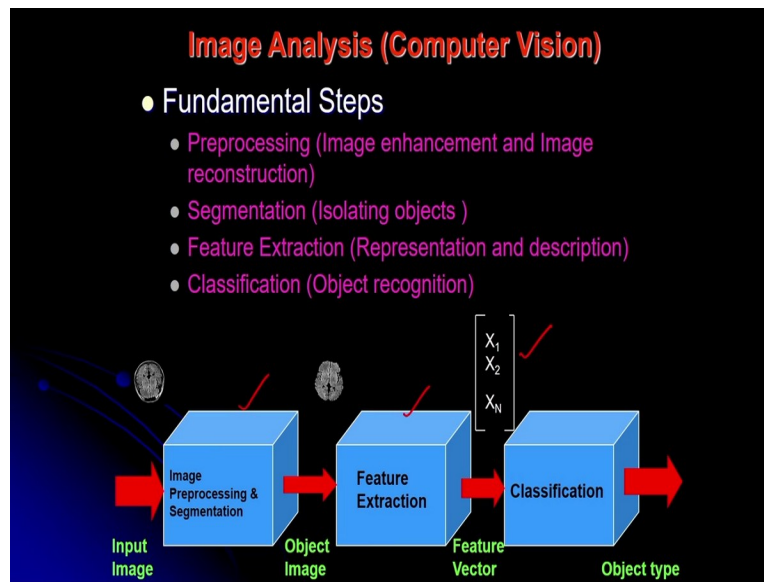 Image Analysis (Computer Vision)
Fundamental Steps
Preprocessing (Image enhancement and Image
reconstruction)
Segmentation (Isolating objects )
Feature Extraction (Representation and description)
Classification (Object recognition)
X1
X2
XN
Image
Preprocessing &
Segmentation
Feature
Extraction
Classification
Input
Image
Object
Image
Feature
Vector
Object type